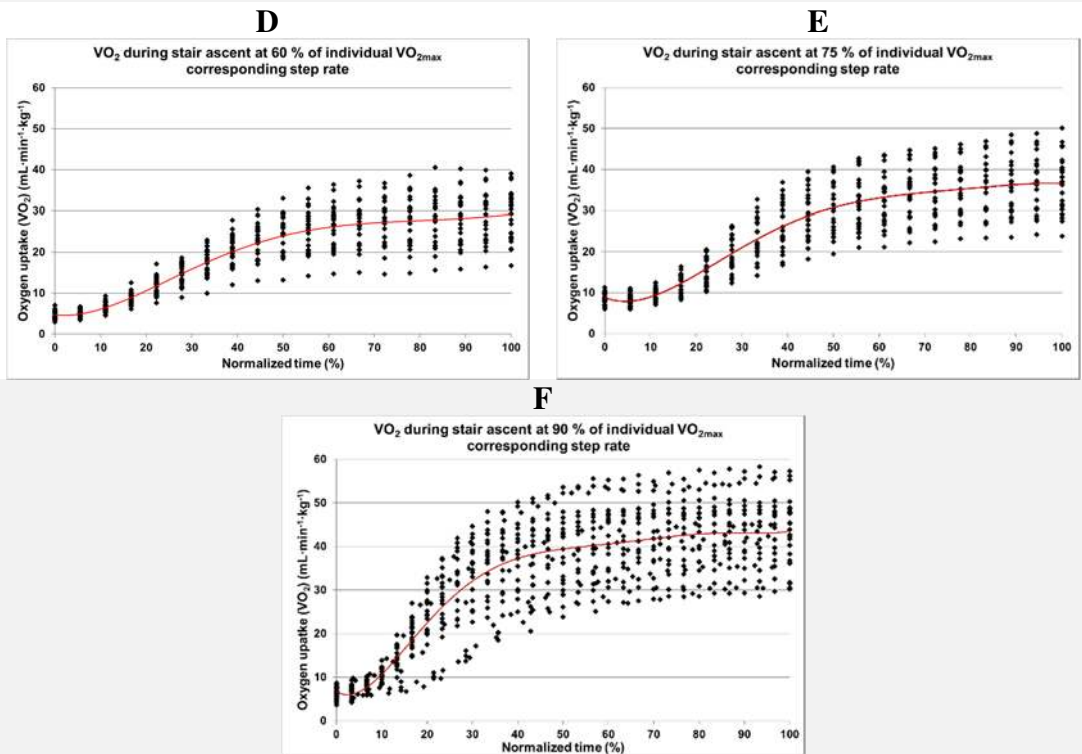 D
VO2 during stair ascent at 60 % of individual VO2max
corresponding step rate
Oxygen uptake (VO2) (mL·min-1·kg-1)
60
50
40
30
20
10
0
0 10 20 30 40 50 60 70 80 90 100
Normalized time (%)
E
VO2 during stair ascent at 75 % of individual VO2max
corresponding step rate
Oxygen uptake (VO2) (mL·min-1·kg-1)
60
50
40
30
20
10
0
0 10 20 30 40 50 60 70 80 90 100
Normalized time (%)
F
VO2 during stair ascent at 90 % of individual VO2max
corresponding step rate
Oxygen upatke (VO2) (mL·min-1·kg-1)
60
50
40
30
20
10
0
0 10 20 30 40 50 60 70 80 90 100
Normalized time (%)